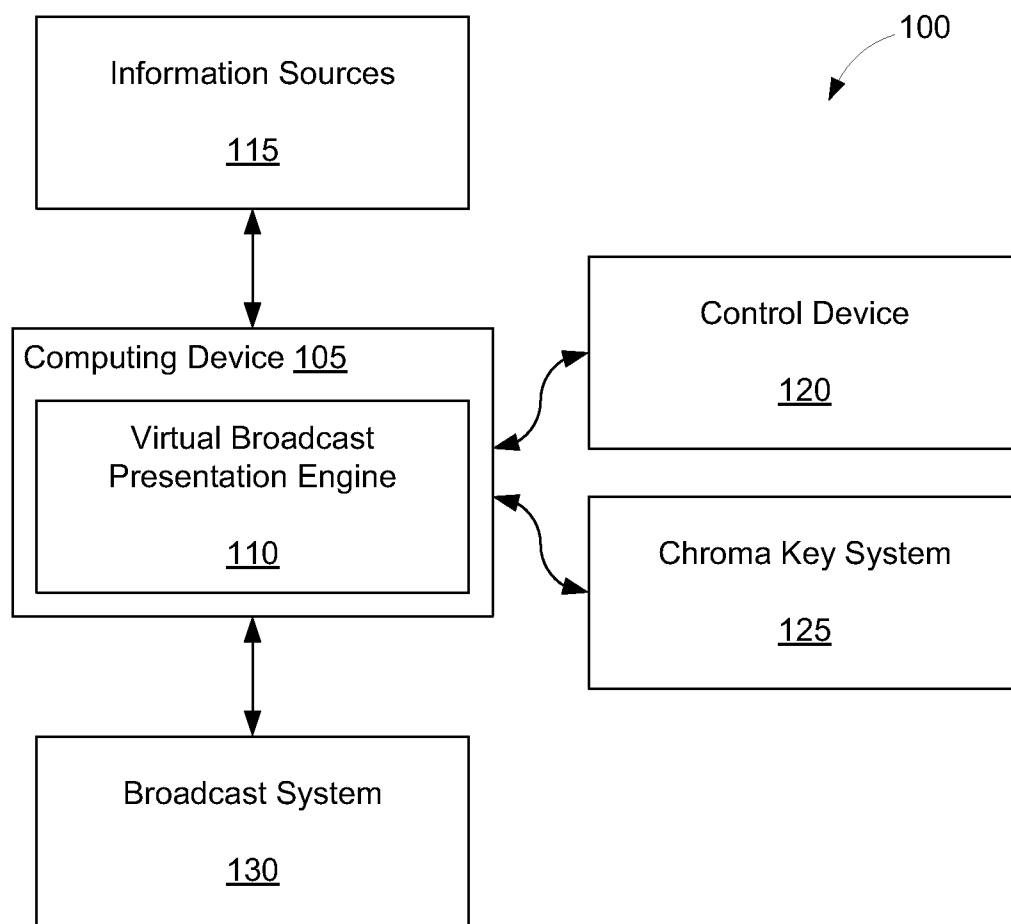 100
Information Sources
115
Control Device
120
Computing Device 105
Virtual Broadcast
Presentation Engine
110
Chroma Key System
125
Broadcast System
130